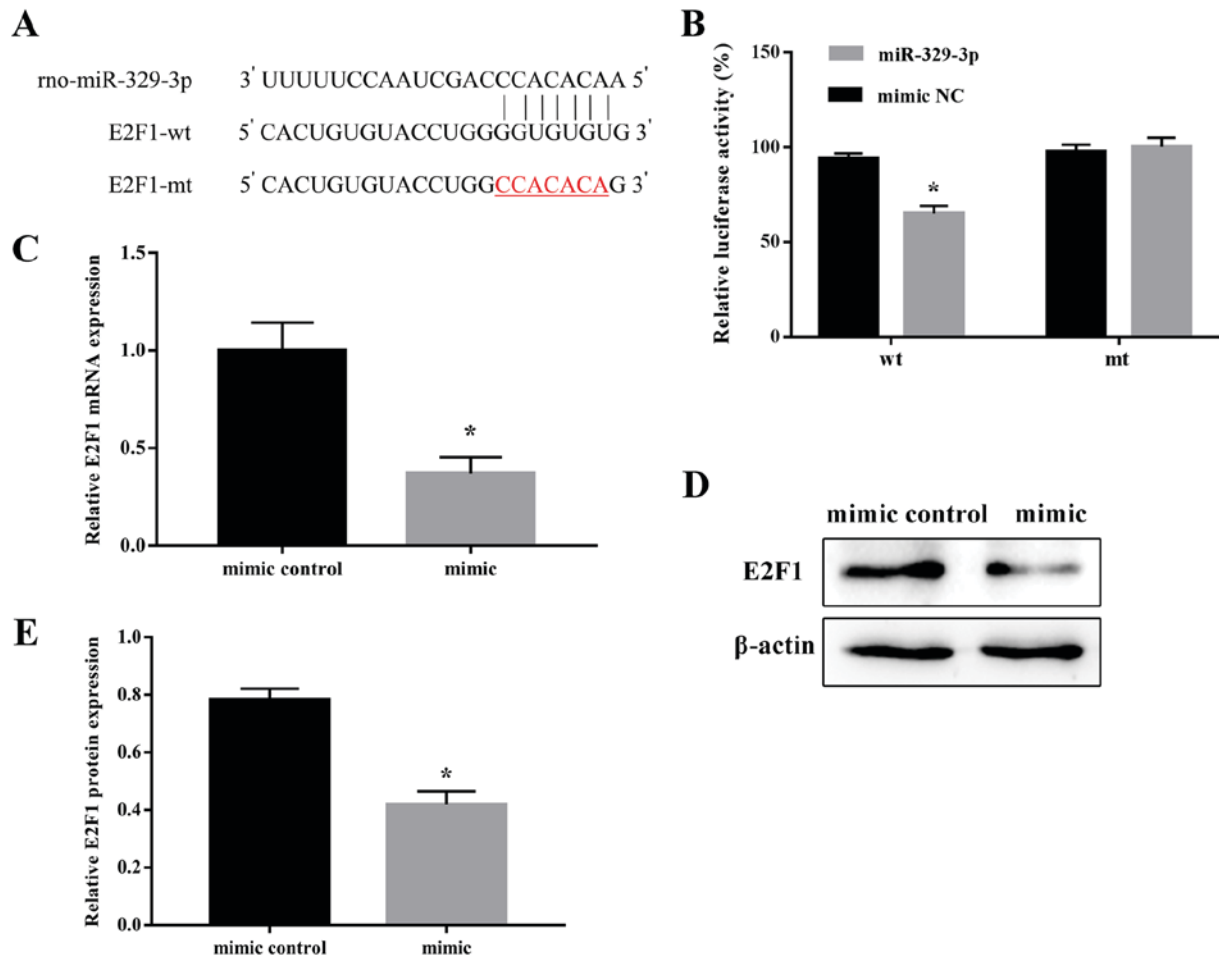 A
rno-miR-329-3p 3' UUUUUCCAAUCGACCCACACAA 5'
E2F1-wt 5' CACUGUGUACCUGGGGUGUGUG 3'
E2F1-mt 5' CACUGUGUACCUGGCCACACAG 3'
B
miR-329-3p
mimic NC
Relative luciferase activity (%)
150
100
50
0
*
wt mt
C
Relative E2F1 mRNA expression
1.5
1.0
0.5
0.0
*
mimic control mimic
D
mimic control mimic
E2F1
β-actin
E
Relative E2F1 protein expression
1.0
0.8
0.6
0.4
0.2
0.0
*
mimic control mimic